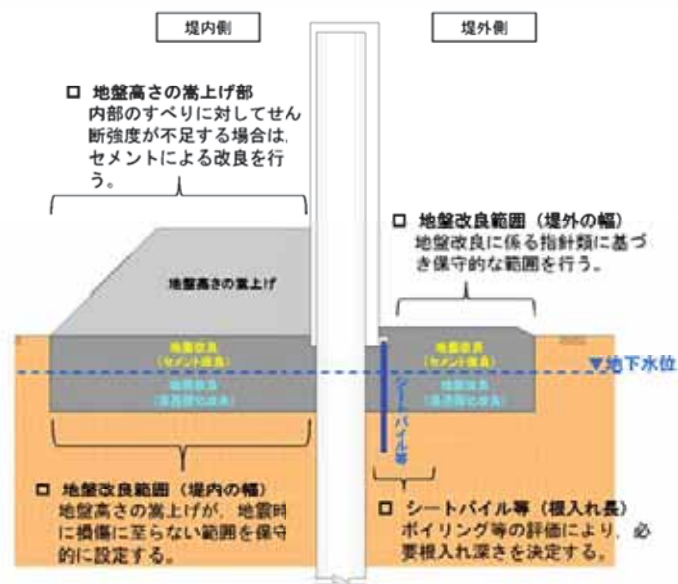 堤内側
堤外側
□ 地盤高さの嵩上げ部
内部のすべりに対してせん
断強度が不足する場合は、
セメントによる改良を行
う。
□ 地盤改良範囲（堤外の幅）
地盤改良に係る指針類に基づ
き保守的な範囲を行う。
地盤高さの嵩上げ
地盤改良
（セメント改良）
地盤改良
（セメント改良）
▼地下水位
地盤改良
地盤改良
シートパイル等
□ 地盤改良範囲（堤内の幅）
地盤高さの嵩上げが、地震時
に損傷に至らない範囲を保守
的に設定する。
□ シートパイル等（根入れ長）
ボイリング等の評価により、必
要根入れ深さを決定する。